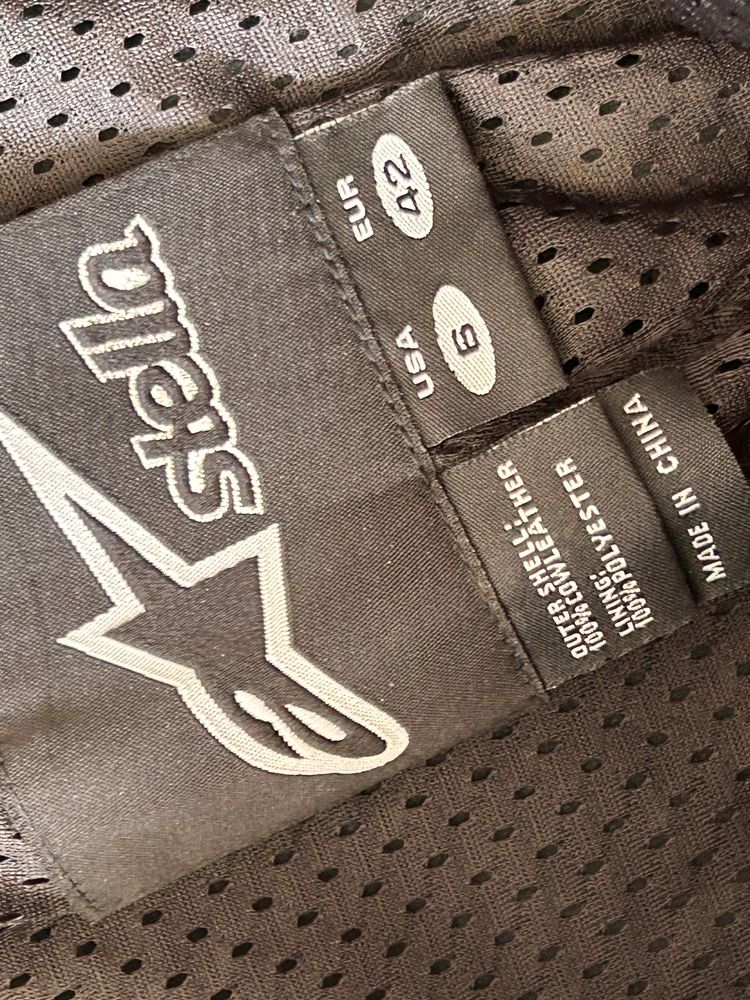 stella
EUR 42
USA 6
OUTER SHELL:
100% COWLEATHER
LINING:
100% POLYESTER
MADE IN CHINA